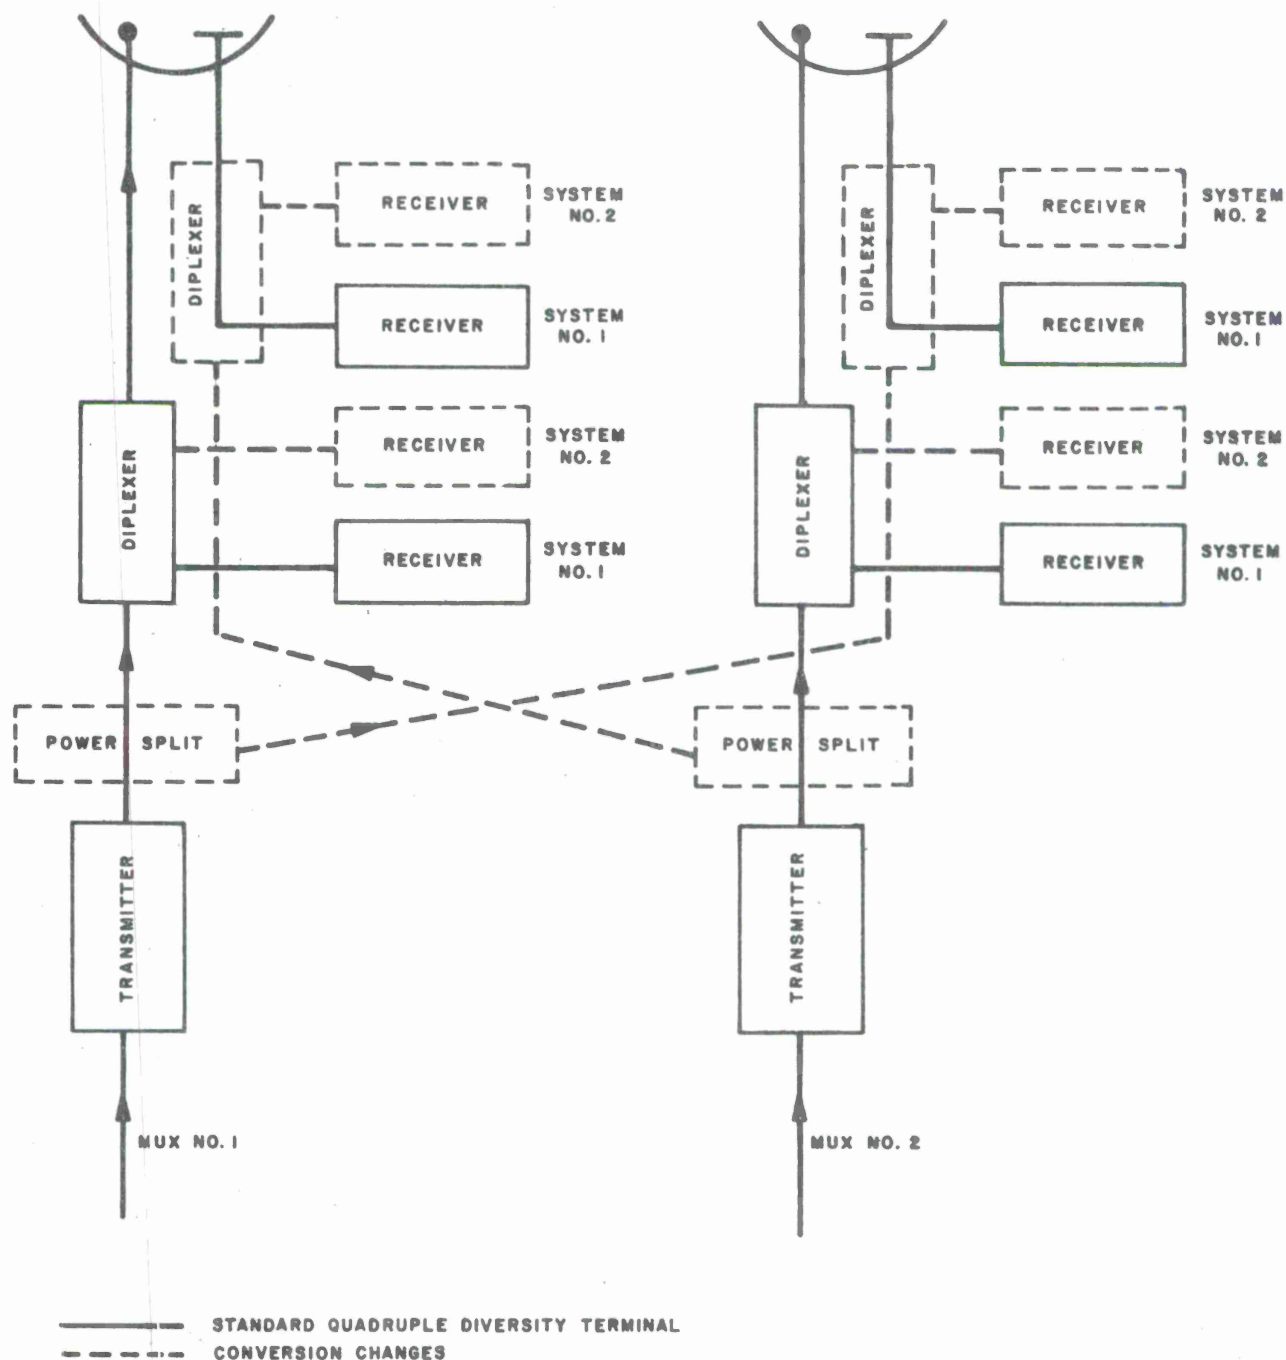 DIPLEXER
RECEIVER
SYSTEM
NO. 2
RECEIVER
SYSTEM
NO. 1
DIPLEXER
RECEIVER
SYSTEM
NO. 2
RECEIVER
SYSTEM
NO. 1
POWER SPLIT
TRANSMITTER
MUX NO. 1
DIPLEXER
RECEIVER
SYSTEM
NO. 2
RECEIVER
SYSTEM
NO. 1
DIPLEXER
RECEIVER
SYSTEM
NO. 2
RECEIVER
SYSTEM
NO. 1
POWER SPLIT
TRANSMITTER
MUX NO. 2
STANDARD QUADRUPLE DIVERSITY TERMINAL
CONVERSION CHANGES